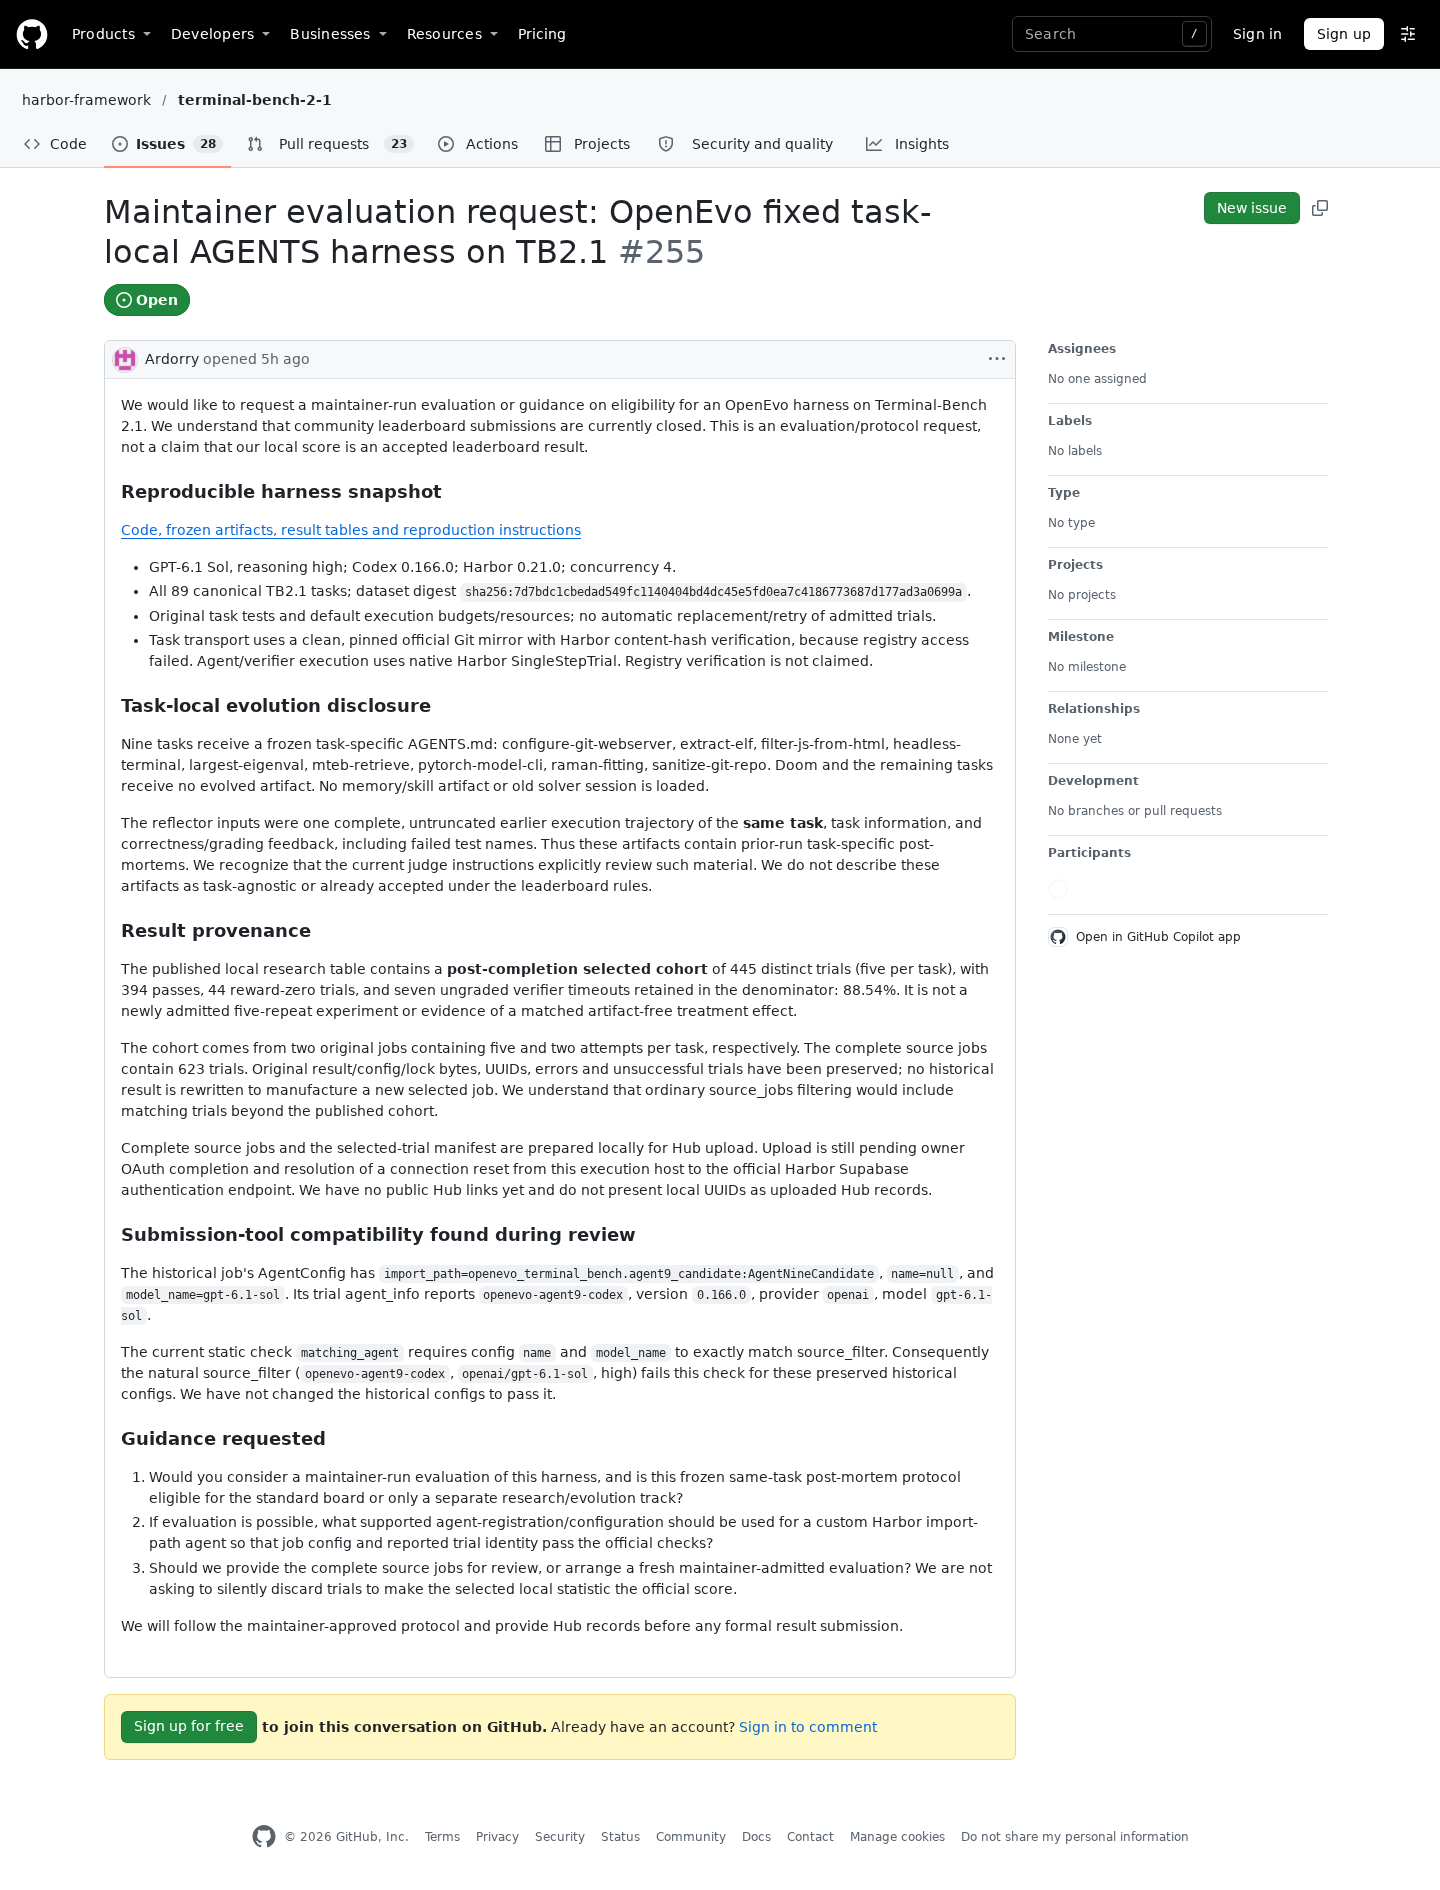 Products Developers Businesses Resources Pricing Search / Sign in Sign up
harbor-framework / terminal-bench-2-1
Code Issues 28 Pull requests 23 Actions Projects Security and quality Insights
Maintainer evaluation request: OpenEvo fixed task-
local AGENTS harness on TB2.1 #255
New issue
Open
Ardorry opened 5h ago
We would like to request a maintainer-run evaluation or guidance on eligibility for an OpenEvo harness on Terminal-Bench
2.1. We understand that community leaderboard submissions are currently closed. This is an evaluation/protocol request,
not a claim that our local score is an accepted leaderboard result.
Reproducible harness snapshot
Code, frozen artifacts, result tables and reproduction instructions
• GPT-6.1 Sol, reasoning high; Codex 0.166.0; Harbor 0.21.0; concurrency 4.
• All 89 canonical TB2.1 tasks; dataset digest sha256:7d7bdc1cbedad549fc1140404bd4dc45e5fd0ea7c4186773687d177ad3a0699a.
• Original task tests and default execution budgets/resources; no automatic replacement/retry of admitted trials.
• Task transport uses a clean, pinned official Git mirror with Harbor content-hash verification, because registry access
failed. Agent/verifier execution uses native Harbor SingleStepTrial. Registry verification is not claimed.
Task-local evolution disclosure
Nine tasks receive a frozen task-specific AGENTS.md: configure-git-webserver, extract-elf, filter-js-from-html, headless-
terminal, largest-eigenval, mteb-retrieve, pytorch-model-cli, raman-fitting, sanitize-git-repo. Doom and the remaining tasks
receive no evolved artifact. No memory/skill artifact or old solver session is loaded.
The reflector inputs were one complete, untruncated earlier execution trajectory of the same task, task information, and
correctness/grading feedback, including failed test names. Thus these artifacts contain prior-run task-specific post-
mortems. We recognize that the current judge instructions explicitly review such material. We do not describe these
artifacts as task-agnostic or already accepted under the leaderboard rules.
Result provenance
The published local research table contains a post-completion selected cohort of 445 distinct trials (five per task), with
394 passes, 44 reward-zero trials, and seven ungraded verifier timeouts retained in the denominator: 88.54%. It is not a
newly admitted five-repeat experiment or evidence of a matched artifact-free treatment effect.
The cohort comes from two original jobs containing five and two attempts per task, respectively. The complete source jobs
contain 623 trials. Original result/config/lock bytes, UUIDs, errors and unsuccessful trials have been preserved; no historical
result is rewritten to manufacture a new selected job. We understand that ordinary source_jobs filtering would include
matching trials beyond the published cohort.
Complete source jobs and the selected-trial manifest are prepared locally for Hub upload. Upload is still pending owner
OAuth completion and resolution of a connection reset from this execution host to the official Harbor Supabase
authentication endpoint. We have no public Hub links yet and do not present local UUIDs as uploaded Hub records.
Submission-tool compatibility found during review
The historical job's AgentConfig has import_path=openevo_terminal_bench.agent9_candidate:AgentNineCandidate, name=null, and
model_name=gpt-6.1-sol. Its trial agent_info reports openevo-agent9-codex, version 0.166.0, provider openai, model gpt-6.1-
sol.
The current static check matching_agent requires config name and model_name to exactly match source_filter. Consequently
the natural source_filter (openevo-agent9-codex, openai/gpt-6.1-sol, high) fails this check for these preserved historical
configs. We have not changed the historical configs to pass it.
Guidance requested
1. Would you consider a maintainer-run evaluation of this harness, and is this frozen same-task post-mortem protocol
eligible for the standard board or only a separate research/evolution track?
2. If evaluation is possible, what supported agent-registration/configuration should be used for a custom Harbor import-
path agent so that job config and reported trial identity pass the official checks?
3. Should we provide the complete source jobs for review, or arrange a fresh maintainer-admitted evaluation? We are not
asking to silently discard trials to make the selected local statistic the official score.
We will follow the maintainer-approved protocol and provide Hub records before any formal result submission.
Assignees
No one assigned
Labels
No labels
Type
No type
Projects
No projects
Milestone
No milestone
Relationships
None yet
Development
No branches or pull requests
Participants
Open in GitHub Copilot app
Sign up for free to join this conversation on GitHub. Already have an account? Sign in to comment
© 2026 GitHub, Inc. Terms Privacy Security Status Community Docs Contact Manage cookies Do not share my personal information